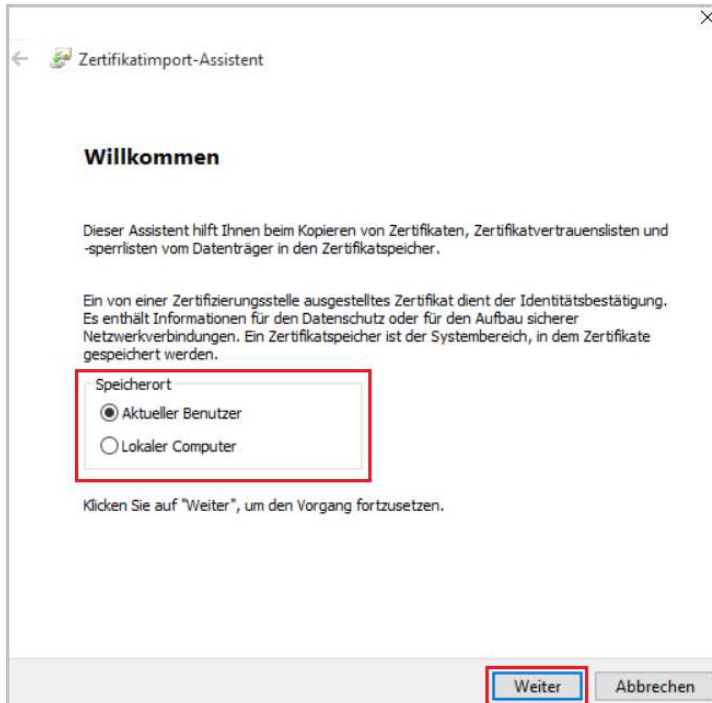 Zertifikatimport-Assistent
Willkommen
Dieser Assistent hilft Ihnen beim Kopieren von Zertifikaten, Zertifikatvertrauenslisten und
-sperrlisten vom Datenträger in den Zertifikatspeicher.
Ein von einer Zertifizierungsstelle ausgestelltes Zertifikat dient der Identitätsbestätigung.
Es enthält Informationen für den Datenschutz oder für den Aufbau sicherer
Netzwerkverbindungen. Ein Zertifikatspeicher ist der Systembereich, in dem Zertifikate
gespeichert werden.
Speicherort
Aktueller Benutzer
Lokaler Computer
Klicken Sie auf "Weiter", um den Vorgang fortzusetzen.
Weiter
Abbrechen